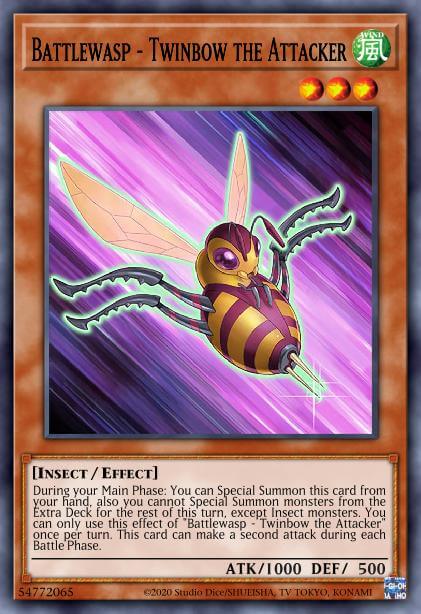 Battlewasp - Twinbow the Attacker
WIND
風
[Insect / Effect]
During your Main Phase: You can Special Summon this card from
your hand, also you cannot Special Summon monsters from the
Extra Deck for the rest of this turn, except Insect monsters. You
can only use this effect of "Battlewasp - Twinbow the Attacker"
once per turn. This card can make a second attack during each
Battle Phase.
ATK/1000 DEF/ 500
54772065
©2020 Studio Dice/SHUEISHA, TV TOKYO, KONAMI